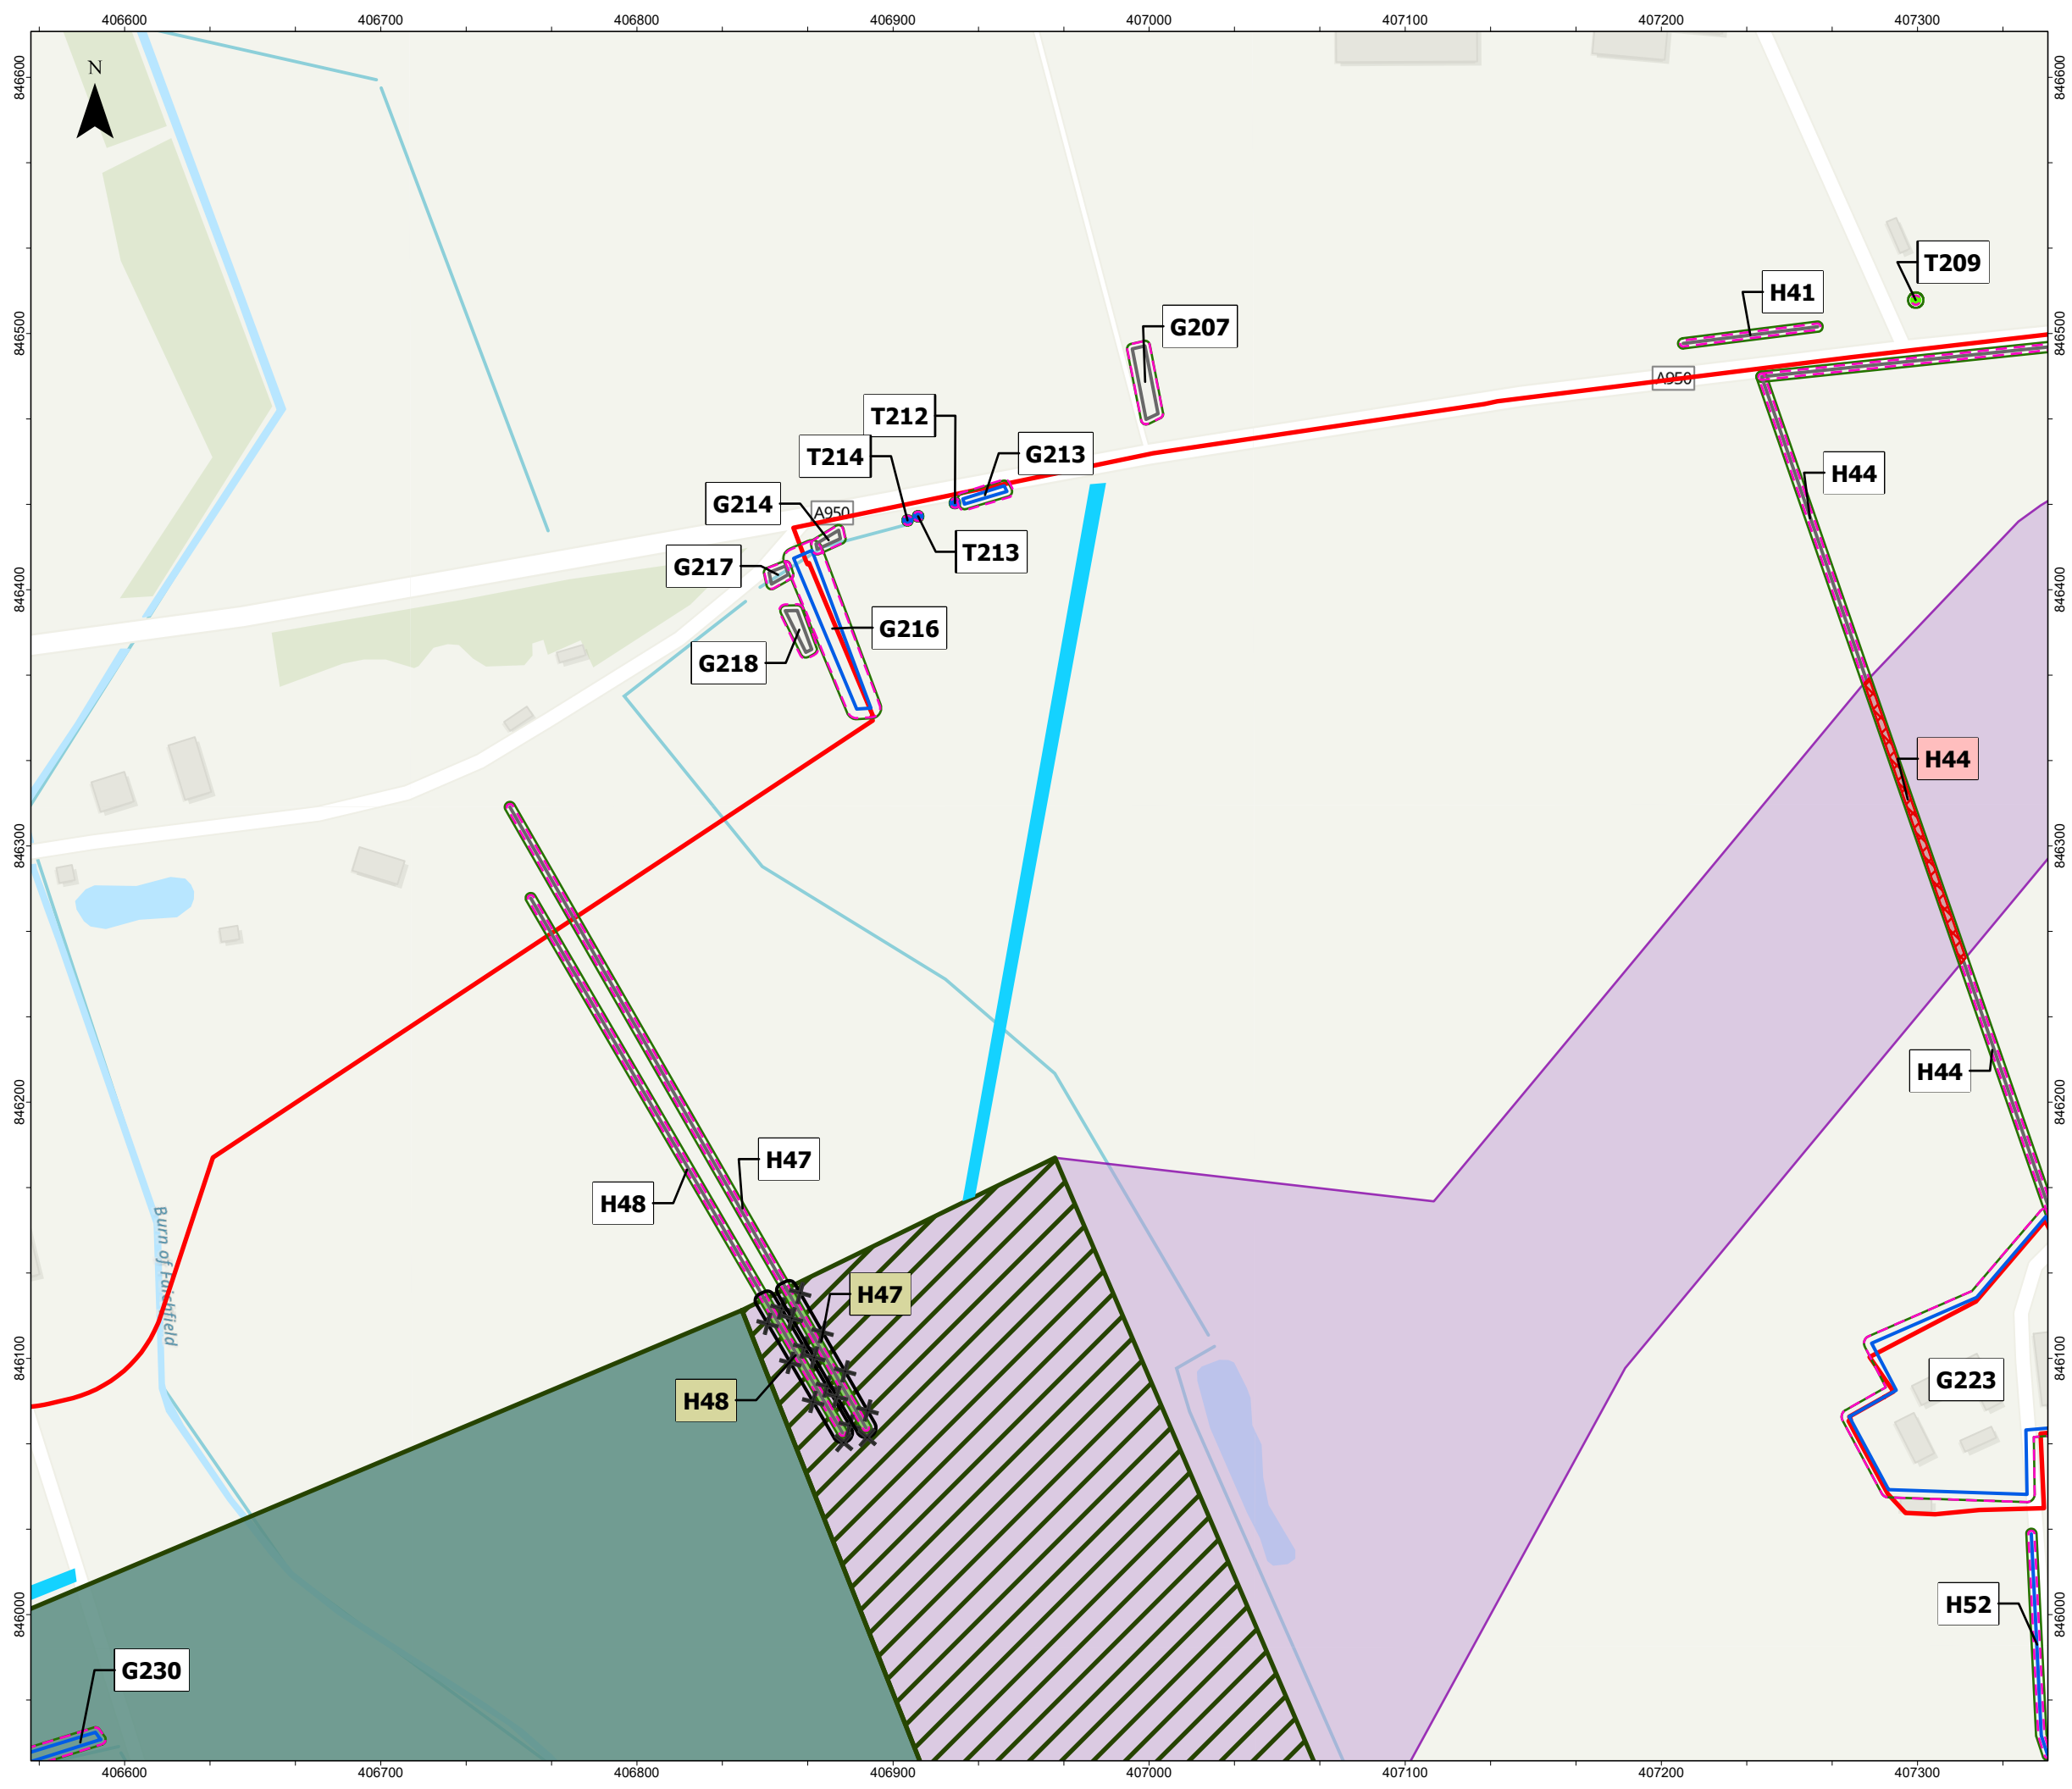 406600 406700 406800 406900 407000 407100 407200 407300
846600 846600
N
T209
H41
G207
846500 846500
A950
T212
G213
T214
H44
G214
A950
T213
G217
846400 846400
G216
G218
H44
846300 846300
H44
846200 846200
H47
H48
Burn of Faichfield
H47
846100 846100
G223
H48
H52
846000 846000
G230
406600 406700 406800 406900 407000 407100 407200 407300